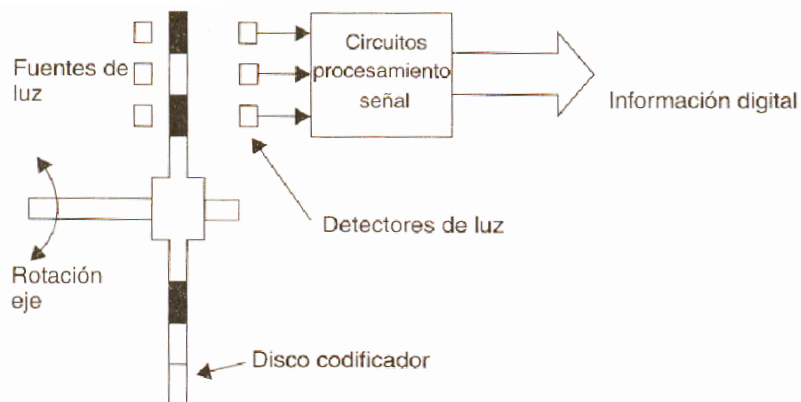 Fuentes de
luz
Circuitos
procesamiento
señal
Información digital
Detectores de luz
Rotación
eje
Disco codificador